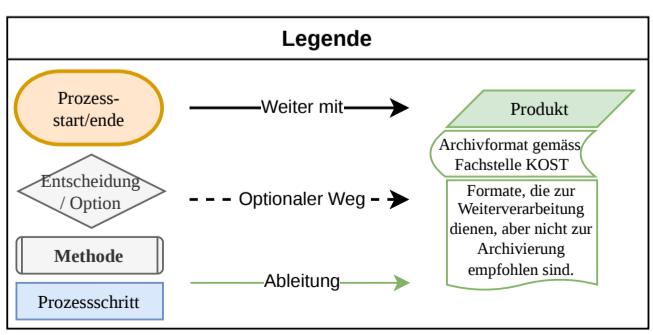 Legende
Prozess-
start/ende
Entscheidung
/ Option
Methode
Prozessschritt
Weiter mit
Optionaler Weg
Ableitung
Produkt
Archivformat gemäss
Fachstelle KOST
Formate, die zur
Weiterverarbeitung
dienen, aber nicht zur
Archivierung
empfohlen sind.